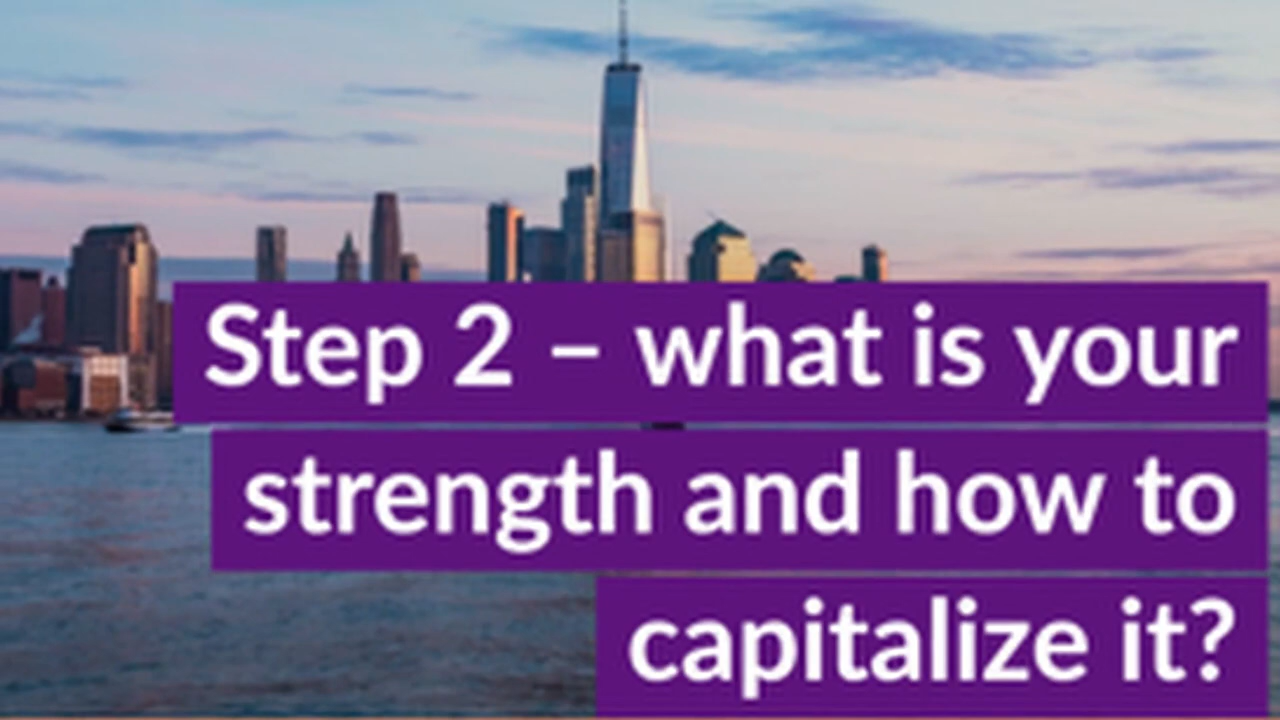 Step 2 – what is your
strength and how to
capitalize it?